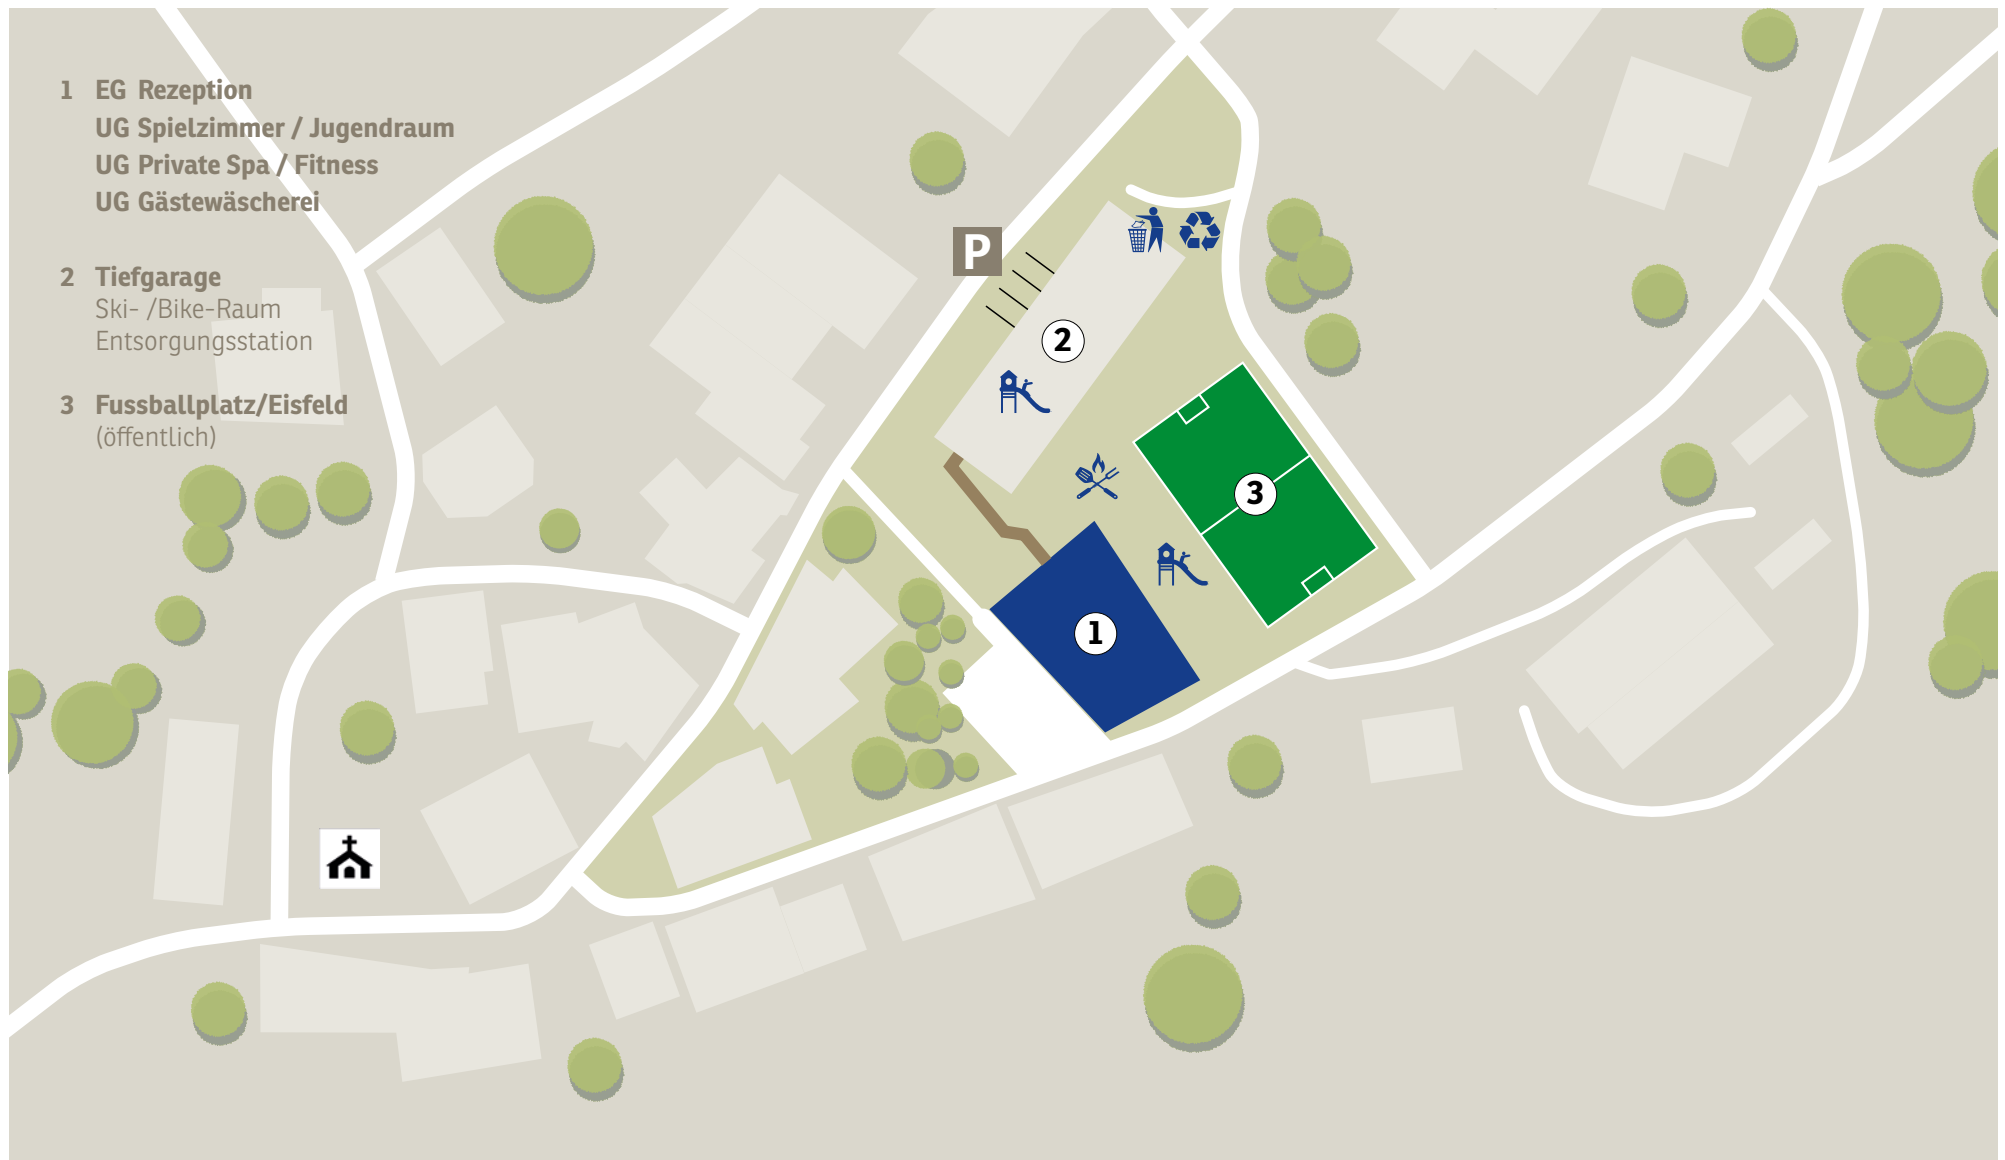 1 EG Rezeption
UG Spielzimmer / Jugendraum
UG Private Spa / Fitness
UG Gästewäscherei
2 Tiefgarage
Ski- /Bike-Raum
Entsorgungsstation
3 Fussballplatz/Eisfeld
(öffentlich)
P
2
3
1